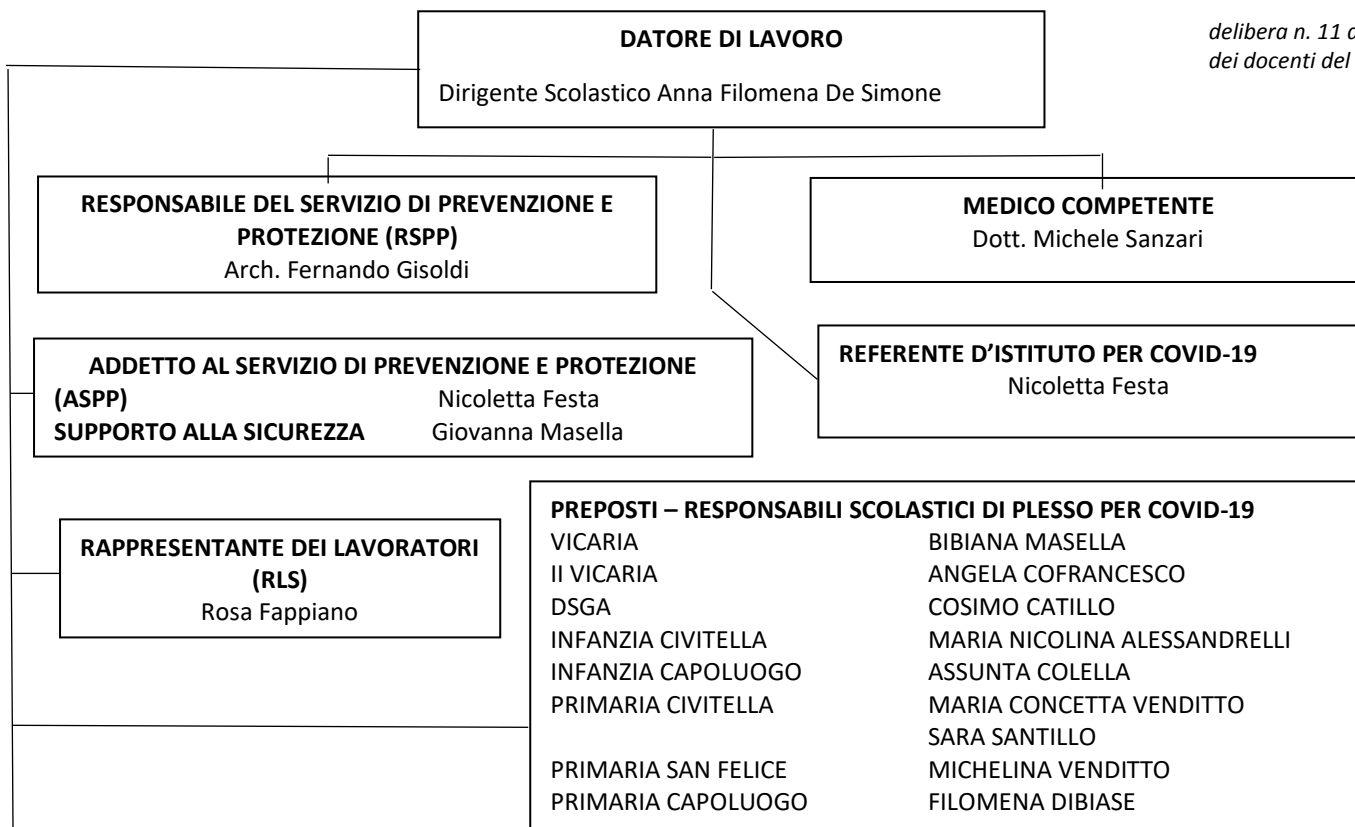 DATORE DI LAVORO
Dirigente Scolastico Anna Filomena De Simone
delibera n. 11
dei docenti del
RESPONSABILE DEL SERVIZIO DI PREVENZIONE E
PROTEZIONE (RSPP)
Arch. Fernando Gisoldi
MEDICO COMPETENTE
Dott. Michele Sanzari
ADDETTO AL SERVIZIO DI PREVENZIONE E PROTEZIONE
(ASPP) Nicoletta Festa
SUPPORTO ALLA SICUREZZA Giovanna Masella
REFERENTE D’ISTITUTO PER COVID-19
Nicoletta Festa
RAPPRESENTANTE DEI LAVORATORI
(RLS)
Rosa Fappiano
PREPOSTI – RESPONSABILI SCOLASTICI DI PLESSO PER COVID-19
VICARIA BIBIANA MASELLA
II VICARIA ANGELA COFRANCESCO
DSGA COSIMO CATILLO
INFANZIA CIVITELLA MARIA NICOLINA ALESSANDRELLI
INFANZIA CAPOLUOGO ASSUNTA COLELLA
PRIMARIA CIVITELLA MARIA CONCETTA VENDITTO
SARA SANTILLO
PRIMARIA SAN FELICE MICHELINA VENDITTO
PRIMARIA CAPOLUOGO FILOMENA DIBIASE